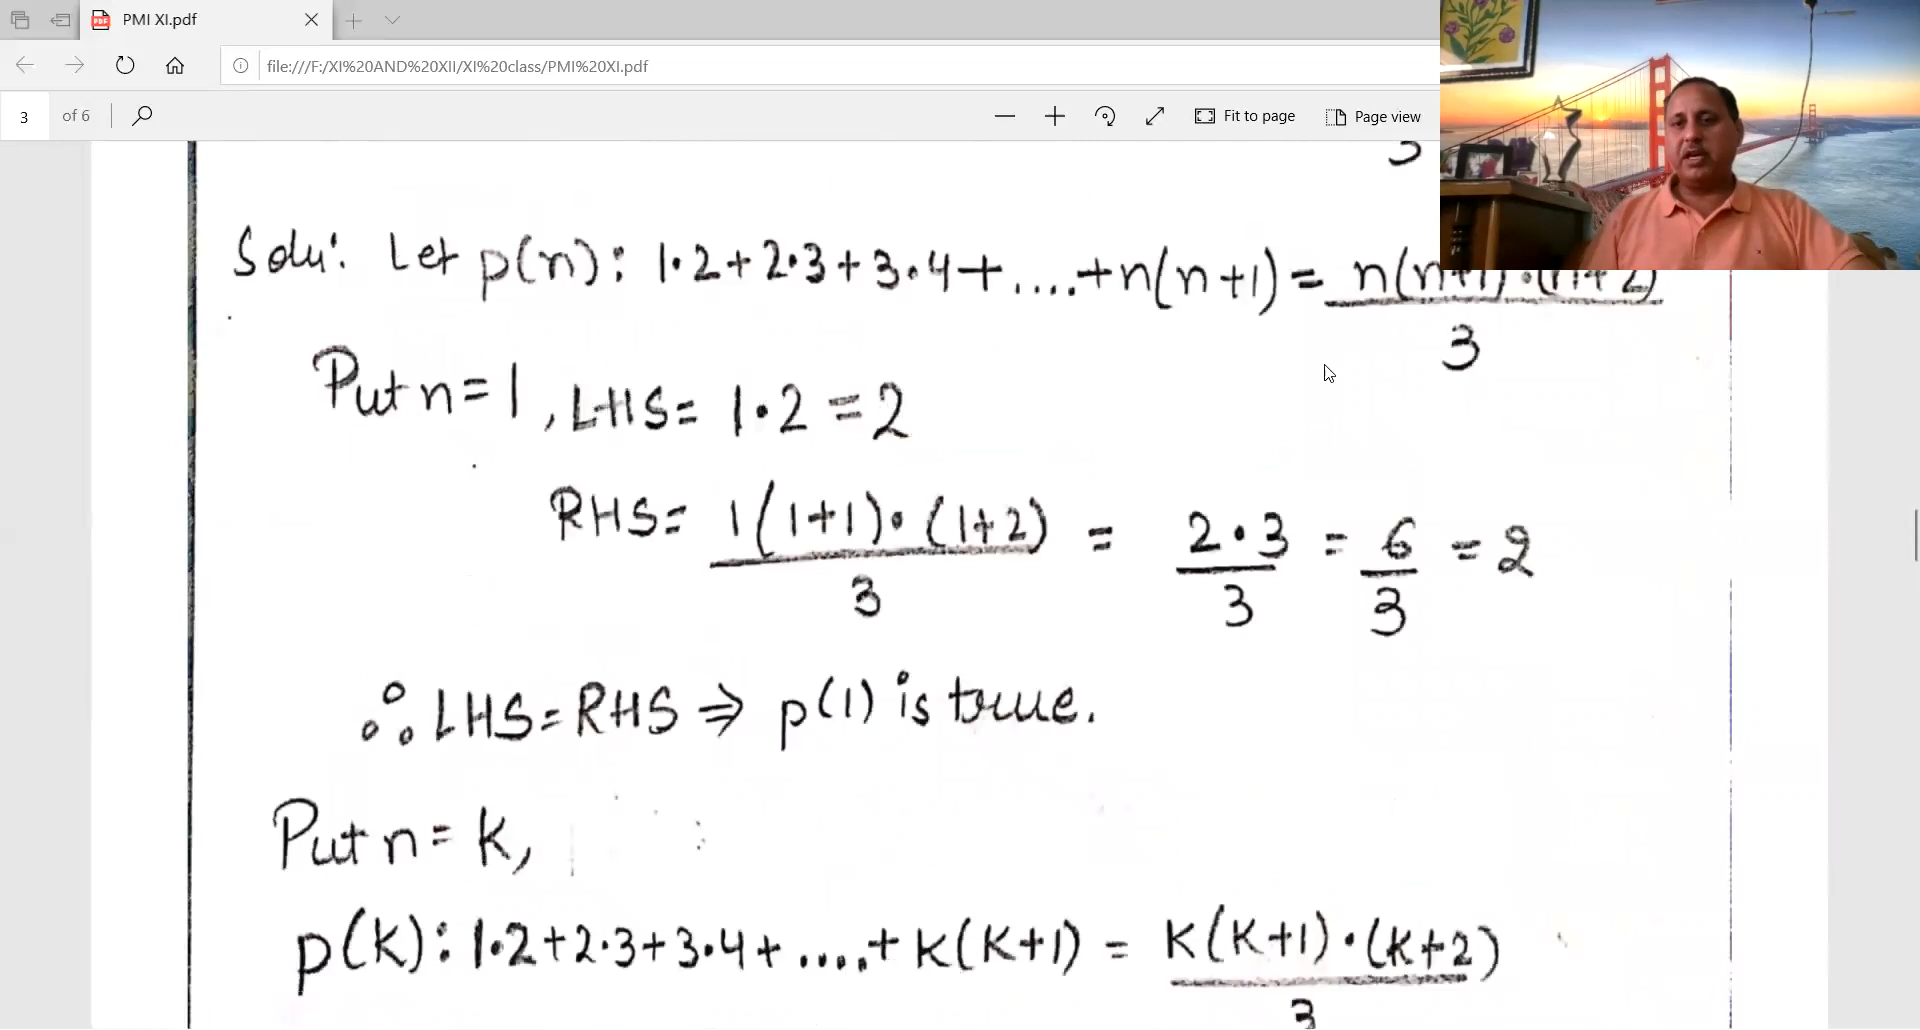 PMI XI.pdf
file:///F:/XI%20AND%20XII/XI%20class/PMI%20XI.pdf
3 of 6 Fit to page Page view
3
Solu: Let p(n): 1·2+2·3+3·4+....+n(n+1) = n(n+1)·(n+2)
3
Put n=1, LHS= 1·2 =2
RHS= 1(1+1)·(1+2) = 2·3 = 6 =2
3 3 3
∴ LHS=RHS ⇒ p(1) is true.
Put n= K,
p(K): 1·2+2·3+3·4+....+ K(K+1) = K(K+1)·(K+2)
3